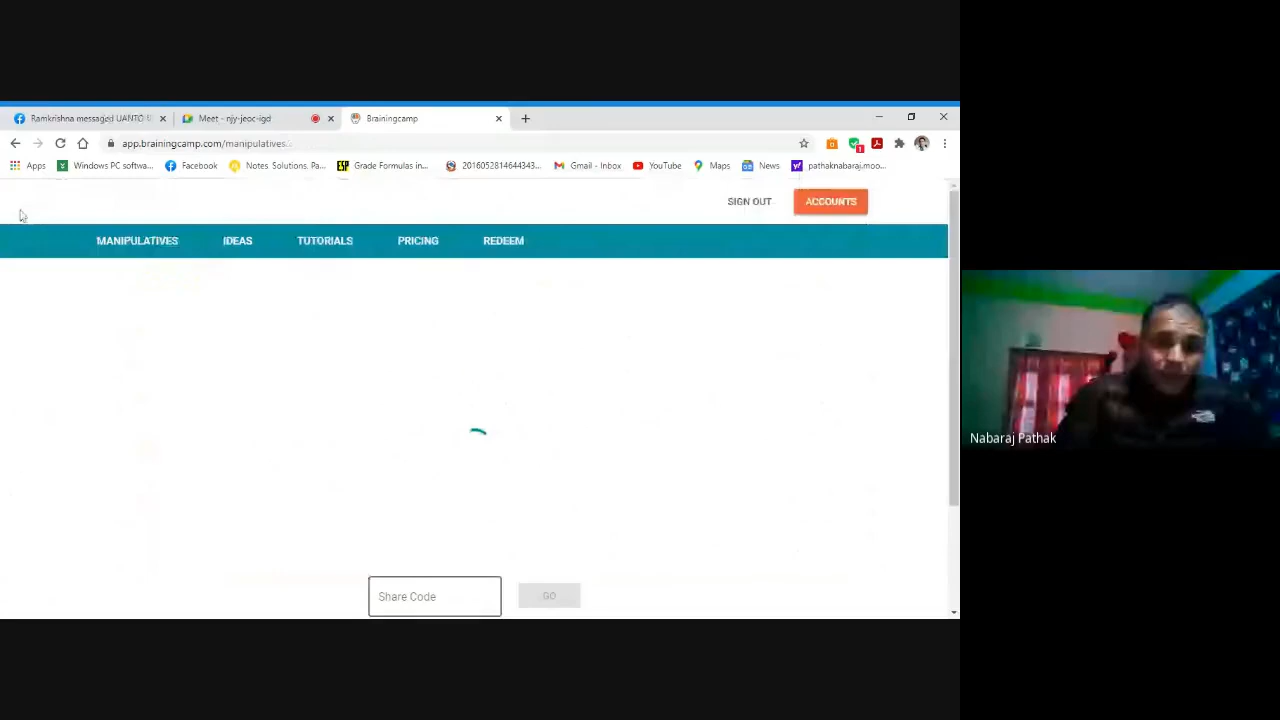 Ramkrishna messaged UANTO U
Meet - njy-jeoc-igd
Brainingcamp
app.brainingcamp.com/manipulatives
Apps
Windows PC softwa...
Facebook
Notes Solutions, Pa...
Grade Formulas in...
2016052814644343...
Gmail - Inbox
YouTube
Maps
News
pathaknabaraj.moo...
SIGN OUT
ACCOUNTS
MANIPULATIVES
IDEAS
TUTORIALS
PRICING
REDEEM
Nabaraj Pathak
Share Code
GO